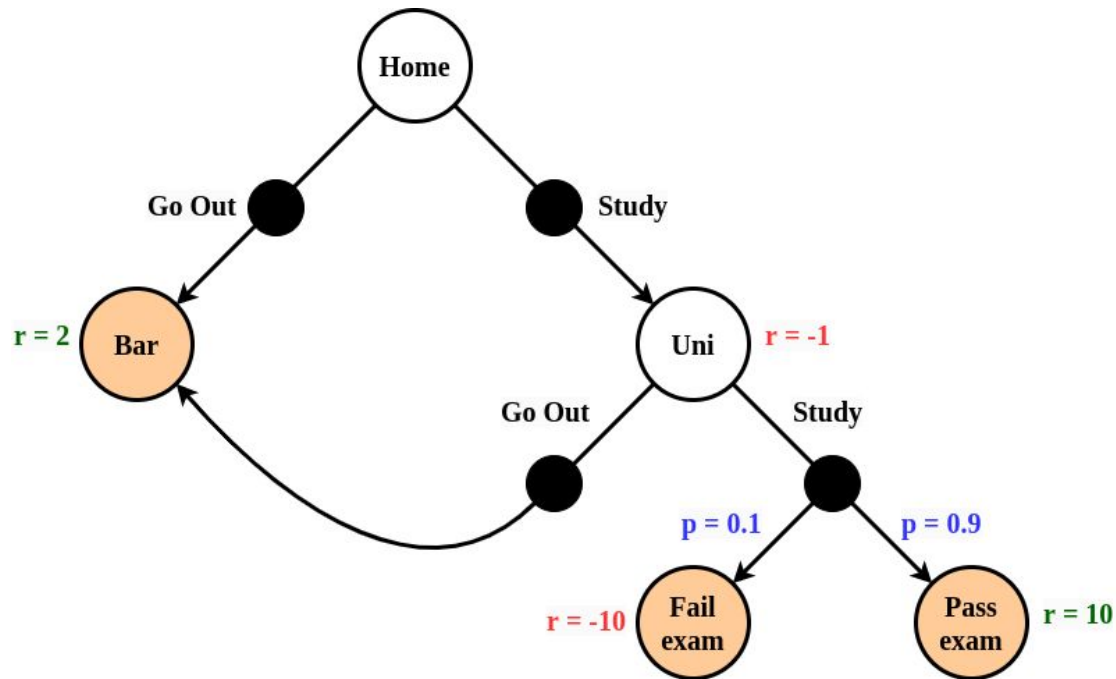 Home
Go Out
Study
r = 2
Bar
Uni
r = -1
Go Out
Study
p = 0.1
p = 0.9
r = -10
Fail
exam
Pass
exam
r = 10